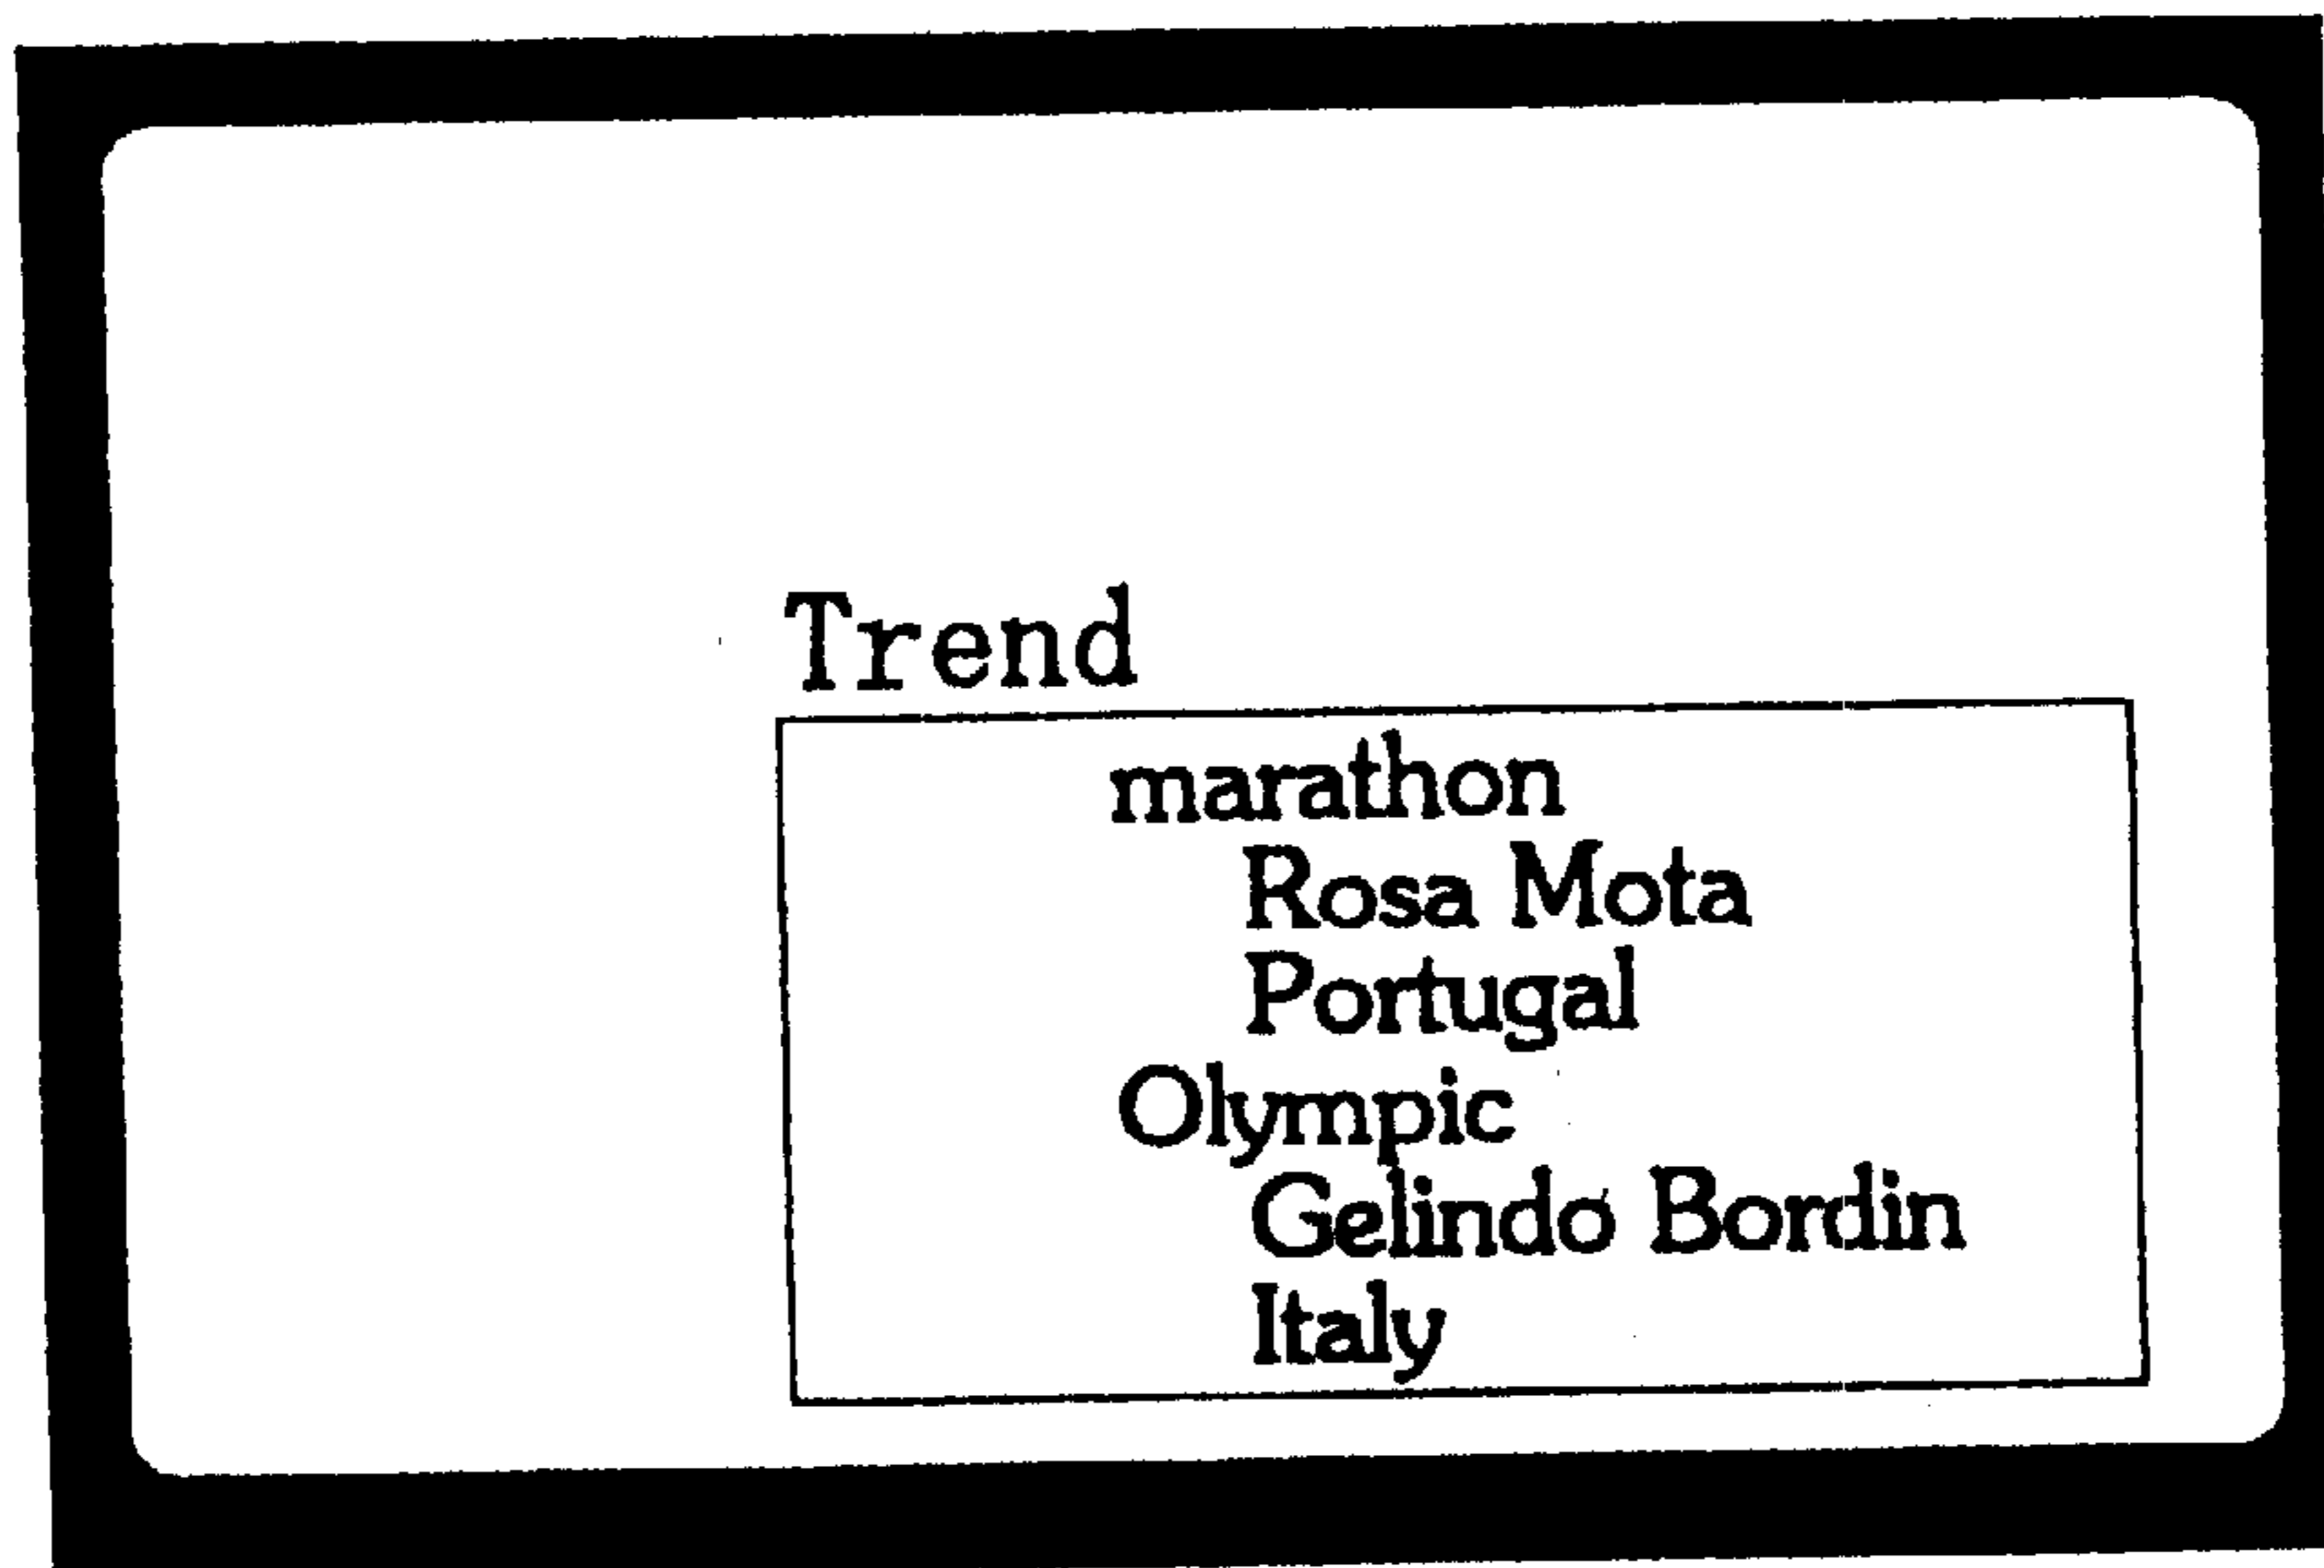 Trend
marathon
Rosa Mota
Portugal
Olympic
Gelindo Bordin
Italy